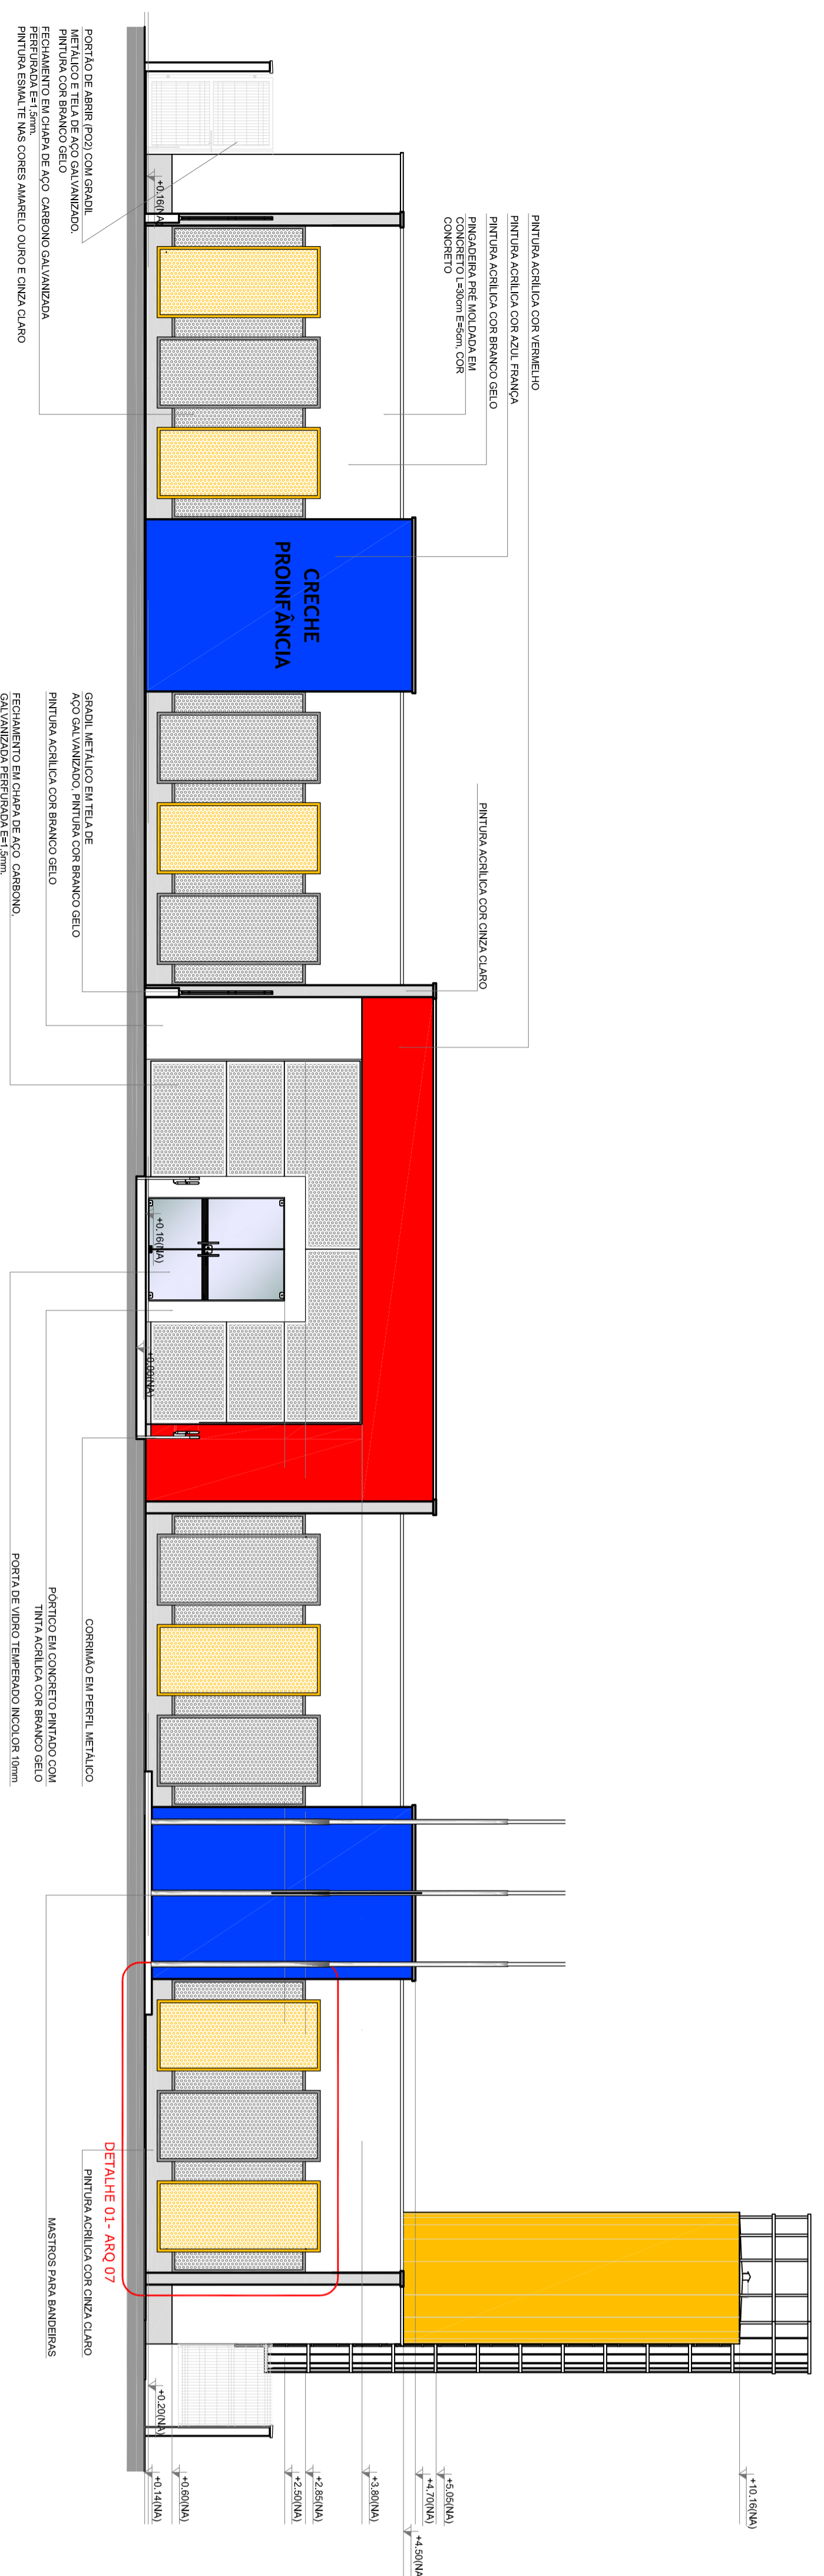 PINTURA ACRÍLICA COR VERMELHO
PINTURA ACRÍLICA COR AZUL FRANÇA
PINTURA ACRÍLICA COR BRANCO GELO
PINGADEIRA PRÉ MOLDADA EM
CONCRETO L=30cm E=5cm, COR
CONCRETO
PINTURA ACRÍLICA COR CINZA CLARO
+10.16(NA)
+5.05(NA)
+4.70(NA)
+4.50(NA)
+3.80(NA)
+2.85(NA)
+2.50(NA)
+0.60(NA)
+0.14(NA)
CRECHE
PROINFÂNCIA
+0.16(NA)
+0.16(NA)
+0.00(NA)
+0.20(NA)
DETALHE 01- ARQ 07
PORTÃO DE ABRIR (PO2) COM GRADIL
METÁLICO E TELA DE AÇO GALVANIZADO.
PINTURA COR BRANCO GELO
FECHAMENTO EM CHAPA DE AÇO CARBONO GALVANIZADA
PERFURADA E=1,5mm.
PINTURA ESMALTE NAS CORES AMARELO OURO E CINZA CLARO
GRADIL METÁLICO EM TELA DE
AÇO GALVANIZADO, PINTURA COR BRANCO GELO
PINTURA ACRÍLICA COR BRANCO GELO
FECHAMENTO EM CHAPA DE AÇO CARBONO,
GALVANIZADA PERFURADA E=1,5mm.
CORRIMÃO EM PERFIL METÁLICO
PÓRTICO EM CONCRETO PINTADO COM
TINTA ACRÍLICA COR BRANCO GELO
PORTA DE VIDRO TEMPERADO INCOLOR 10mm
PINTURA ACRÍLICA COR CINZA CLARO
MASTROS PARA BANDEIRAS